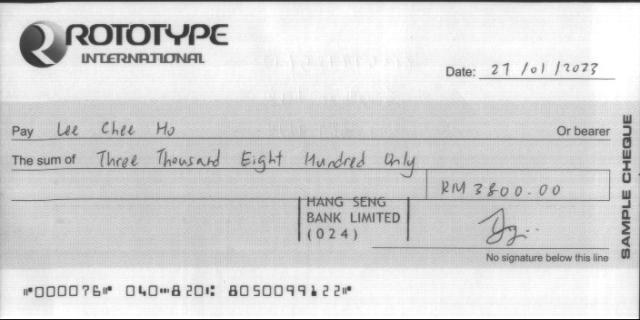 ROTOTYPE
INTERNATIONAL
Date: 27/01/2023
Pay Lee Chee Ho Or bearer
The sum of Three Thousand Eight Hundred Only
RM 3800.00
HANG SENG
BANK LIMITED
(024)
No signature below this line
SAMPLE CHEQUE
⑈000076⑈ 040⑉820⑆ 8050099122⑈